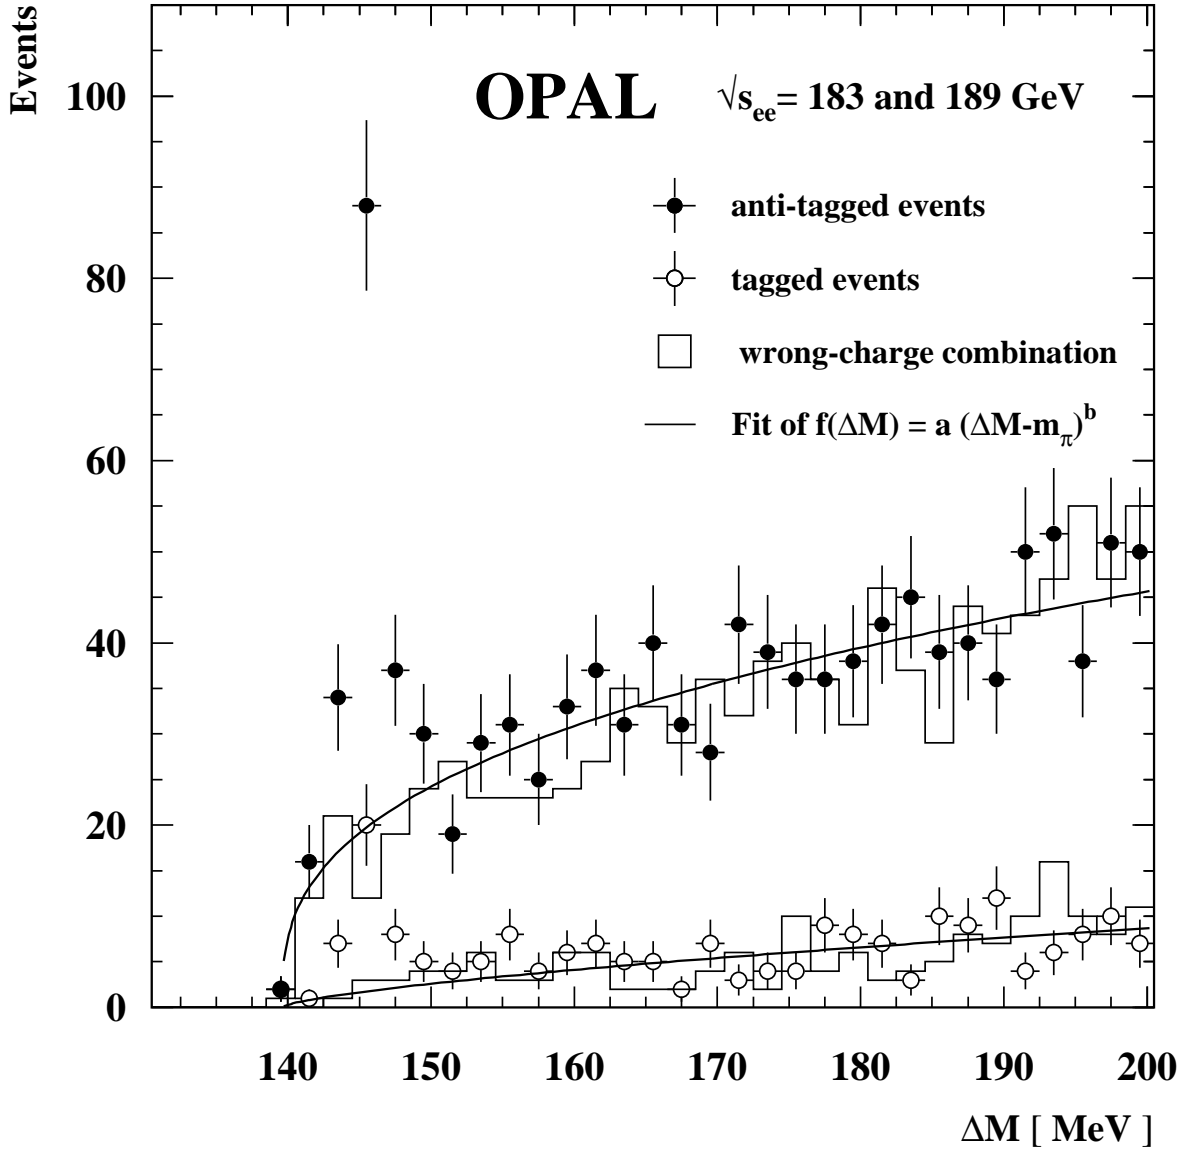 Events
OPAL
√s_ee= 183 and 189 GeV
anti-tagged events
tagged events
wrong-charge combination
Fit of f(ΔM) = a (ΔM-m_π)^b
100
80
60
40
20
0
140 150 160 170 180 190 200
ΔM [ MeV ]